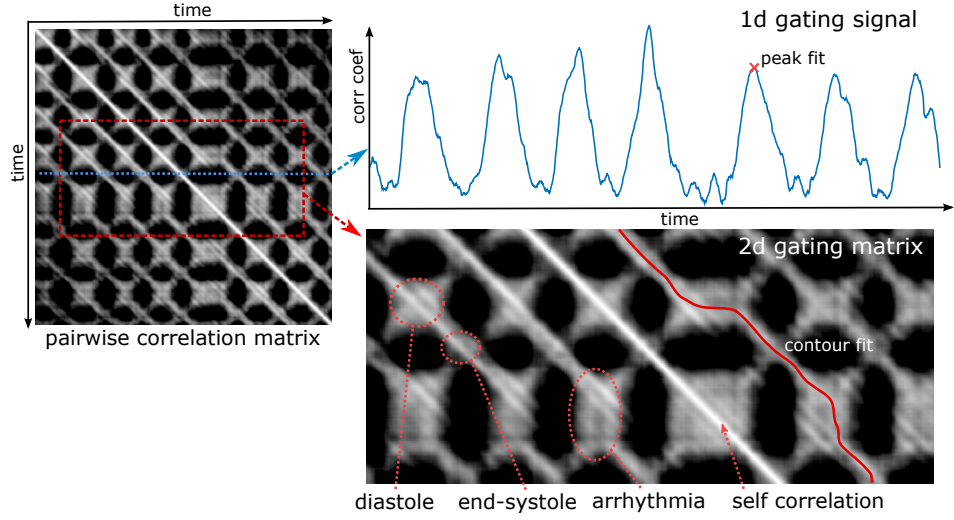 time
time
pairwise correlation matrix
1d gating signal
corr coef
peak fit
time
2d gating matrix
contour fit
diastole end-systole arrhythmia self correlation